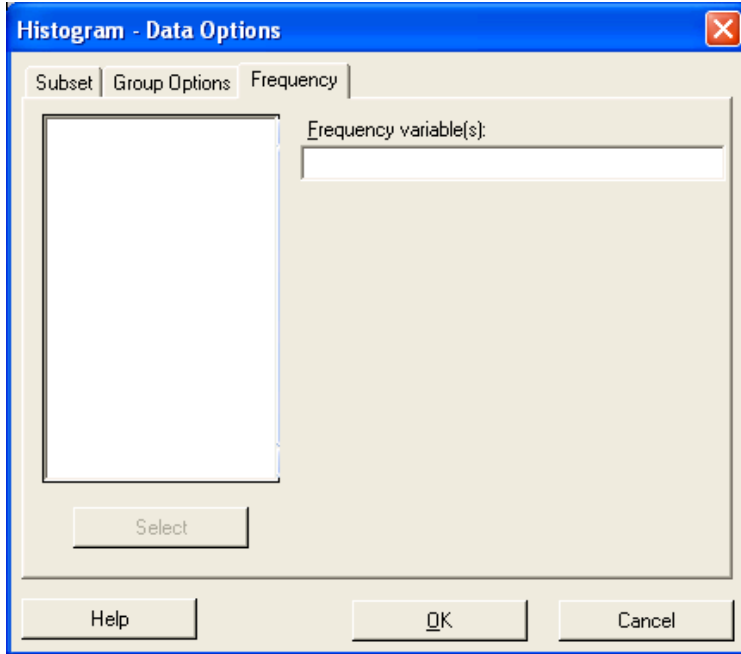 Histogram - Data Options
Subset Group Options Frequency
Frequency variable(s):
Select
Help OK Cancel